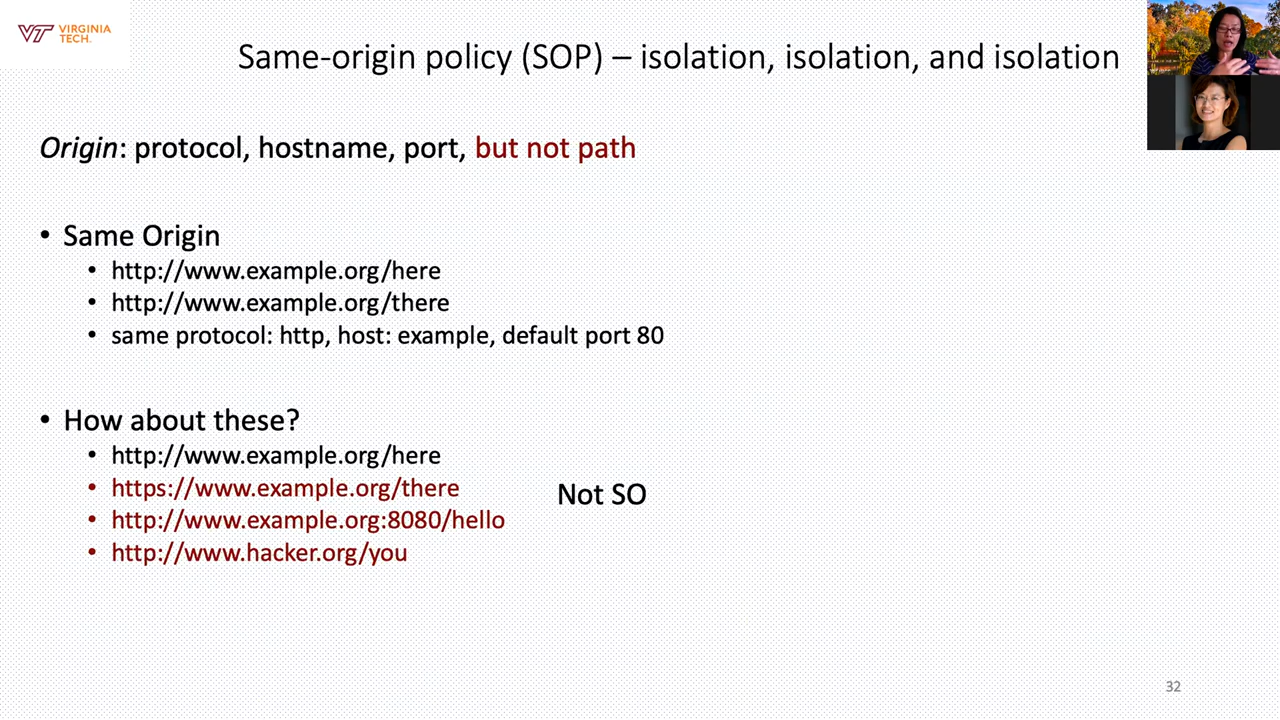 VT VIRGINIA
TECH.
Same-origin policy (SOP) – isolation, isolation, and isolation
Origin: protocol, hostname, port, but not path
• Same Origin
• http://www.example.org/here
• http://www.example.org/there
• same protocol: http, host: example, default port 80
• How about these?
• http://www.example.org/here
• https://www.example.org/there
Not SO
• http://www.example.org:8080/hello
• http://www.hacker.org/you
32